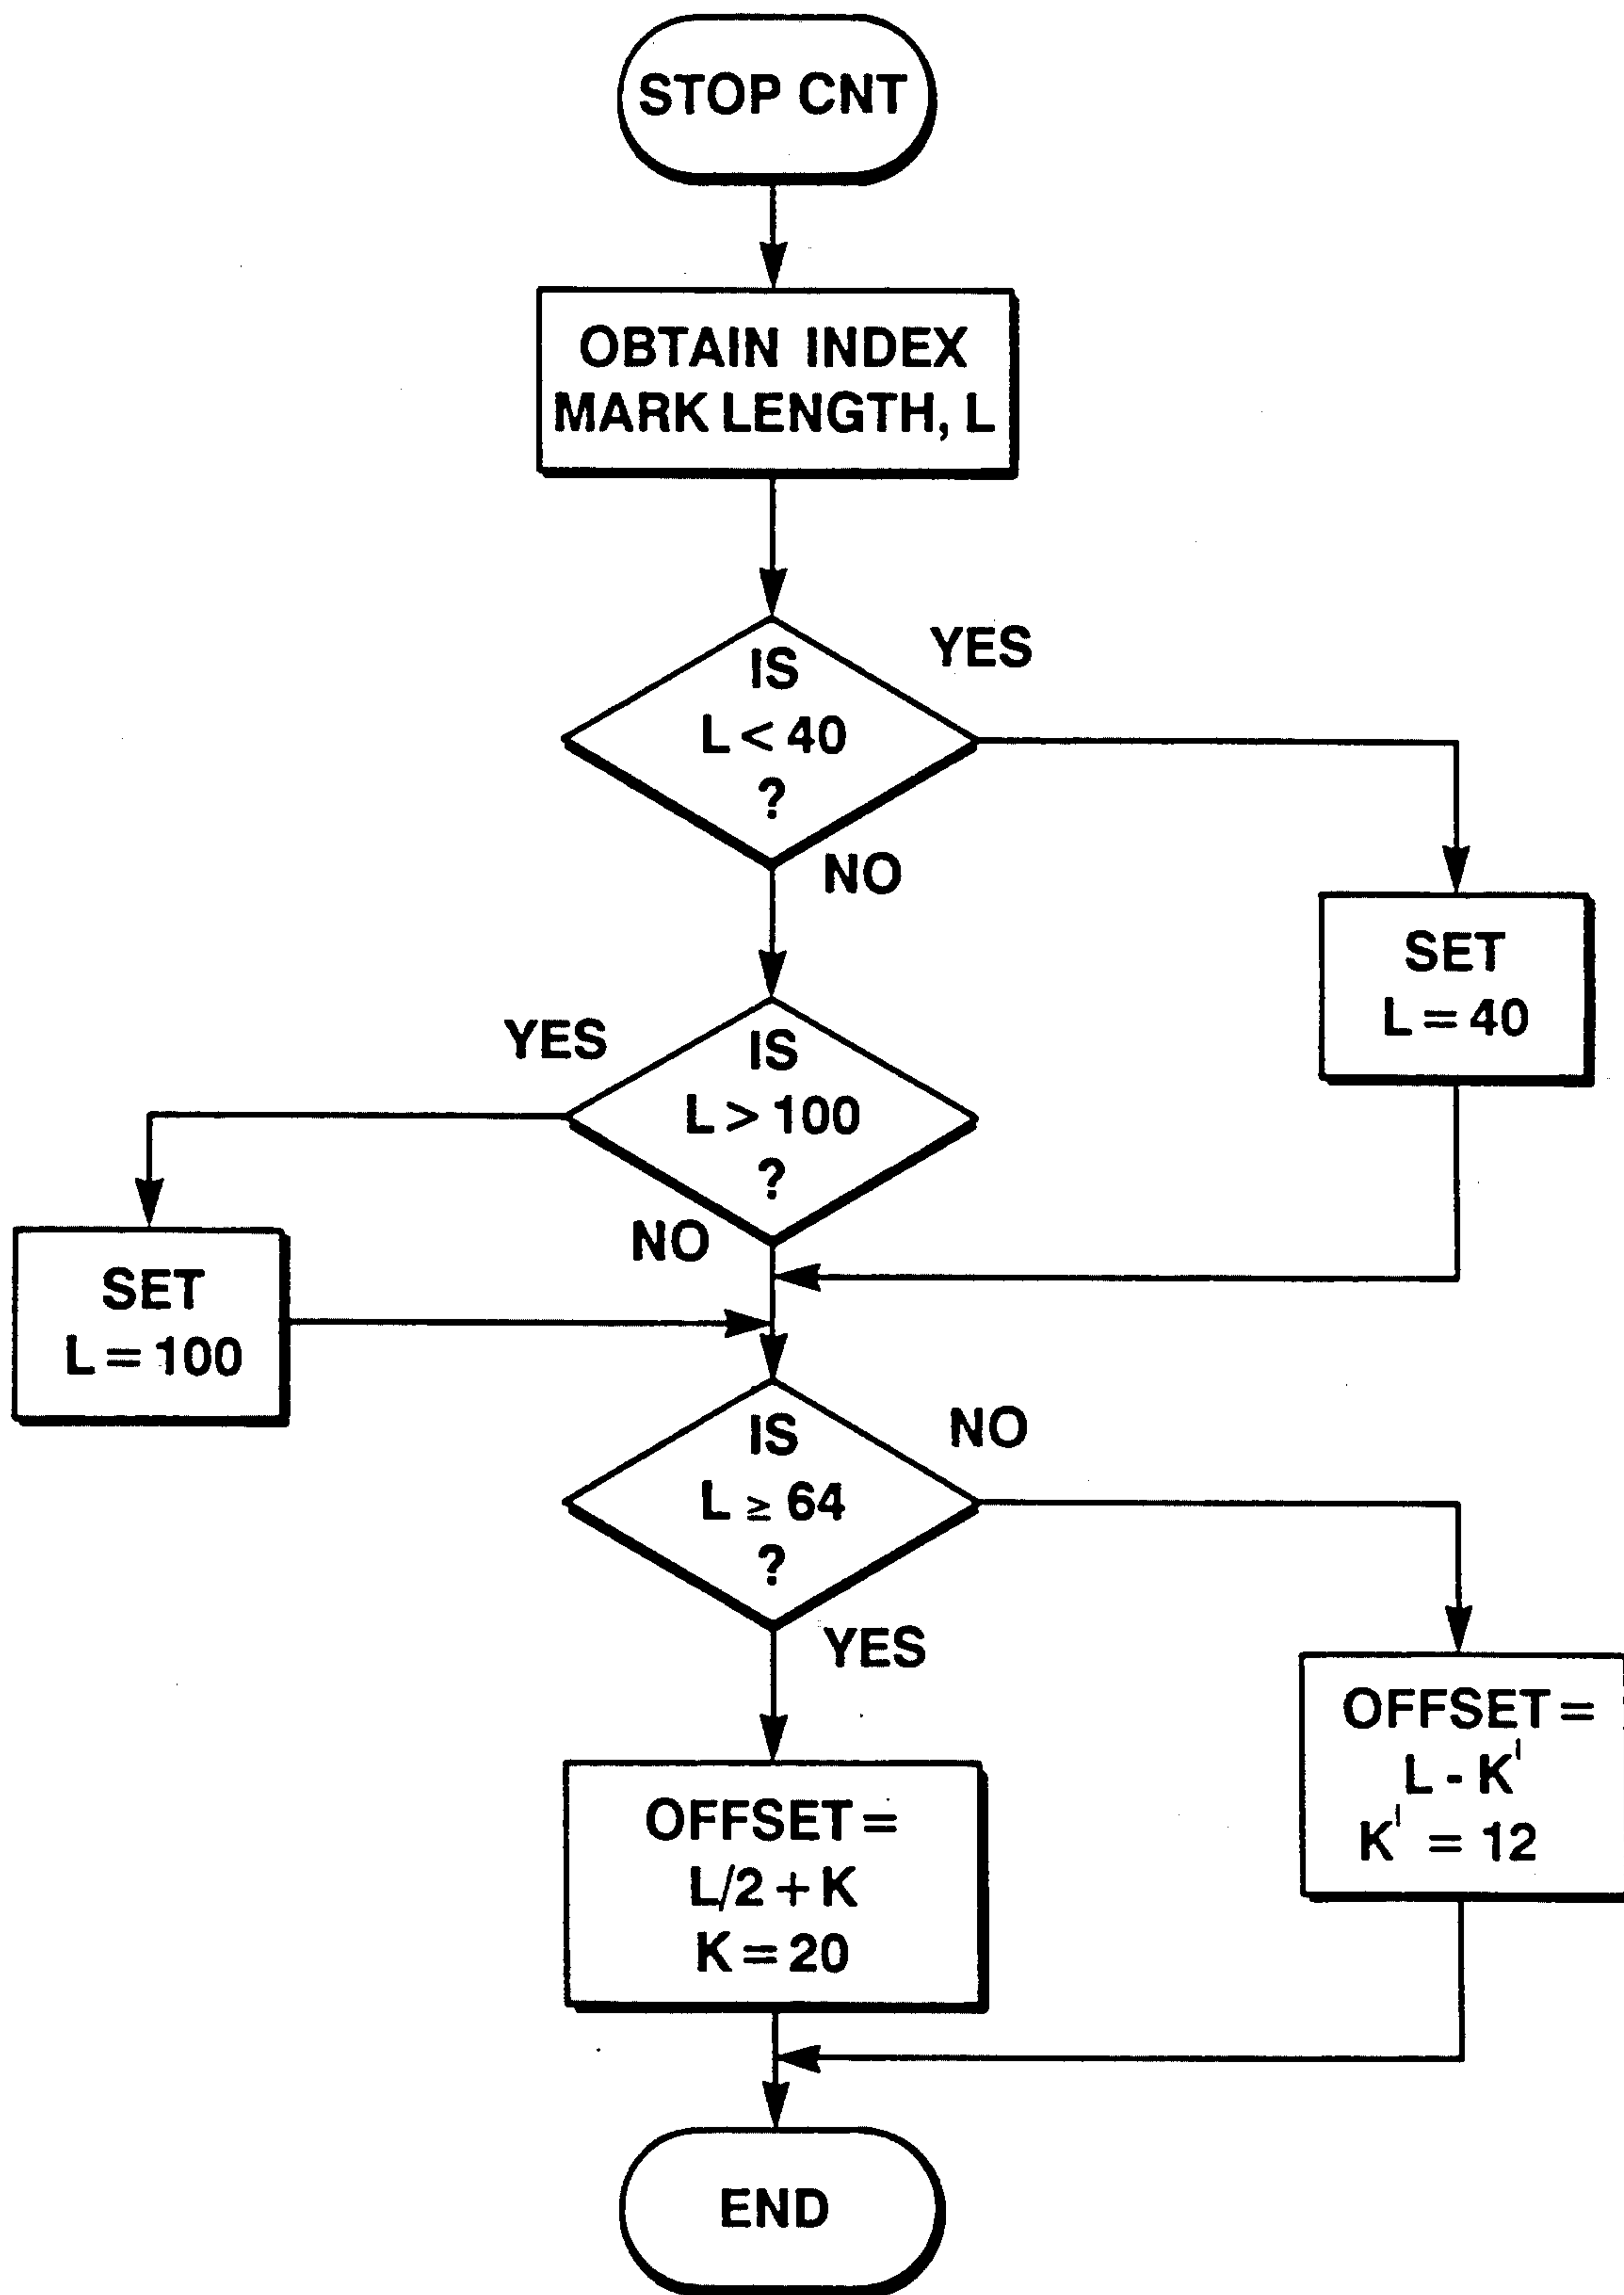 STOP CNT
OBTAIN INDEX
MARK LENGTH, L
IS
L < 40
?
YES
NO
SET
L = 40
IS
L > 100
?
YES
NO
SET
L = 100
IS
L ≥ 64
?
NO
YES
OFFSET =
L - K'
K' = 12
OFFSET =
L/2 + K
K = 20
END